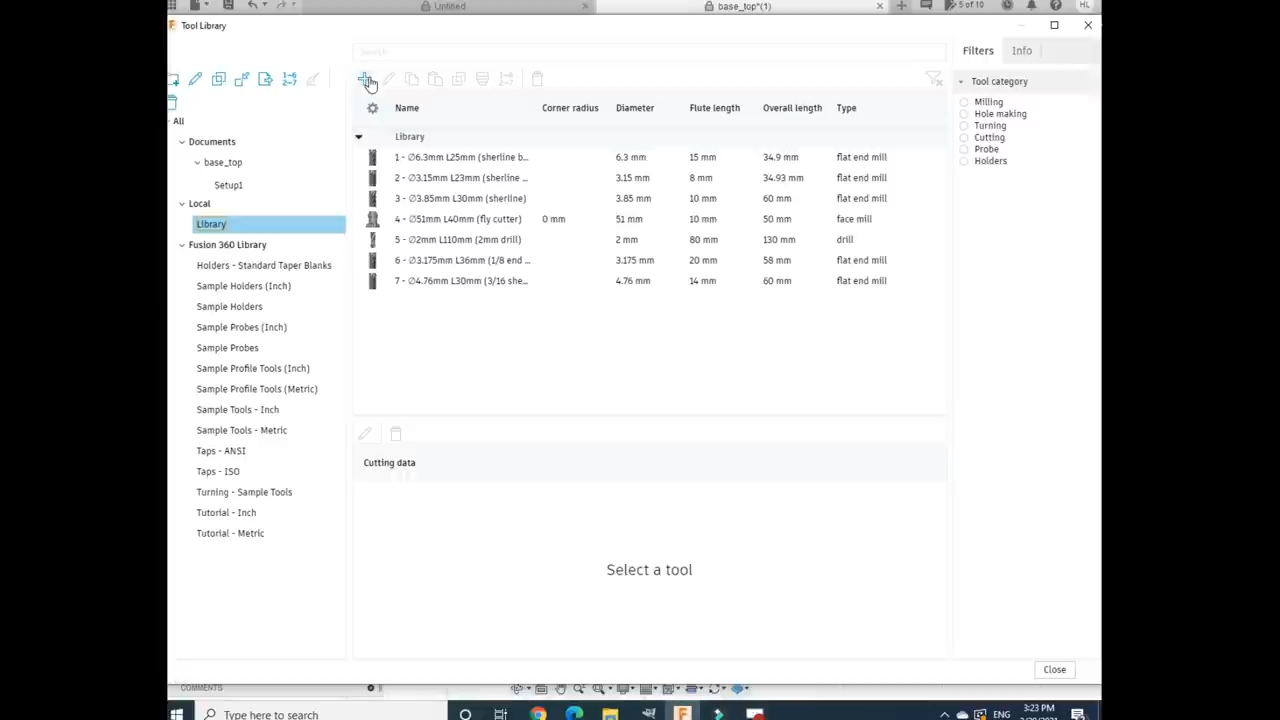 Untitled
base_top*(1)
5 of 10
HL
Tool Library
Search
Filters
Info
Tool category
Milling
Hole making
Turning
Cutting
Probe
Holders
All
Documents
base_top
Setup1
Local
Library
Fusion 360 Library
Holders - Standard Taper Blanks
Sample Holders (Inch)
Sample Holders
Sample Probes (Inch)
Sample Probes
Sample Profile Tools (Inch)
Sample Profile Tools (Metric)
Sample Tools - Inch
Sample Tools - Metric
Taps - ANSI
Taps - ISO
Turning - Sample Tools
Tutorial - Inch
Tutorial - Metric
Name Corner radius Diameter Flute length Overall length Type
Library
1 - ∅6.3mm L25mm (sherline b... 6.3 mm 15 mm 34.9 mm flat end mill
2 - ∅3.15mm L23mm (sherline ... 3.15 mm 8 mm 34.93 mm flat end mill
3 - ∅3.85mm L30mm (sherline) 3.85 mm 10 mm 60 mm flat end mill
4 - ∅51mm L40mm (fly cutter) 0 mm 51 mm 10 mm 50 mm face mill
5 - ∅2mm L110mm (2mm drill) 2 mm 80 mm 130 mm drill
6 - ∅3.175mm L36mm (1/8 end ... 3.175 mm 20 mm 58 mm flat end mill
7 - ∅4.76mm L30mm (3/16 she... 4.76 mm 14 mm 60 mm flat end mill
Cutting data
Select a tool
Close
COMMENTS
Type here to search
ENG
3:23 PM